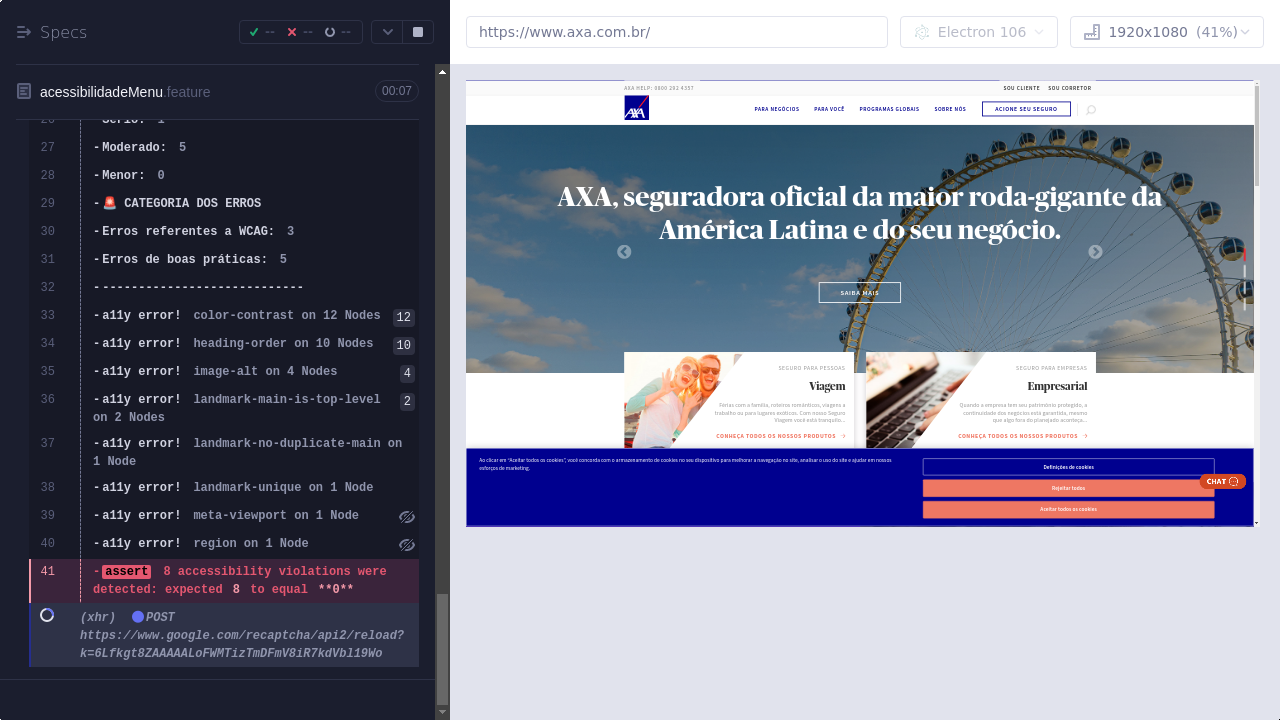 Specs
--
--
--
https://www.axa.com.br/
Electron 106
1920x1080 (41%)
acessibilidadeMenu.feature
00:07
26 - Sério: 1
27 - Moderado: 5
28 - Menor: 0
29 - 🚨 CATEGORIA DOS ERROS
30 - Erros referentes a WCAG: 3
31 - Erros de boas práticas: 5
32 - ----------------------------
33 - a11y error! color-contrast on 12 Nodes 12
34 - a11y error! heading-order on 10 Nodes 10
35 - a11y error! image-alt on 4 Nodes 4
36 - a11y error! landmark-main-is-top-level on 2
Nodes
37 - a11y error! landmark-no-duplicate-main on
38 - a11y error! landmark-unique on 1 Node
39 - a11y error! meta-viewport on 1 Node
40 - a11y error! region on 1 Node
41 - assert 8 accessibility violations were
detected: expected 8 to equal **0**
(xhr) POST
https://www.google.com/recaptcha/api2/reload?
k=6Lfkgt8ZAAAAALoFWMTizTmDFmV8iR7kdVbl19Wo
AXA HELP: 0800 292 4357
SOU CLIENTE SOU CORRETOR
AXA
PARA NEGÓCIOS PARA VOCÊ PROGRAMAS GLOBAIS SOBRE NÓS ACIONE SEU SEGURO
AXA, seguradora oficial da maior roda-gigante da
América Latina e do seu negócio.
SAIBA MAIS
SEGURO PARA PESSOAS
Viagem
Férias com a família, roteiros românticos, viagens a
trabalho ou para lugares exóticos. Com nosso Seguro
Viagem você está tranquilo...
CONHEÇA TODOS OS NOSSOS PRODUTOS
SEGURO PARA EMPRESAS
Empresarial
Quando a empresa tem seu patrimônio protegido, a
continuidade dos negócios está garantida, mesmo
que algo fora do planejado aconteça...
CONHEÇA TODOS OS NOSSOS PRODUTOS
Ao clicar em "Aceitar todos os cookies", você concorda com o armazenamento de cookies no seu dispositivo para melhorar a navegação no site, analisar o uso do site e ajudar em nossos
esforços de marketing.
Definições de cookies
Rejeitar todos
Aceitar todos os cookies
CHAT